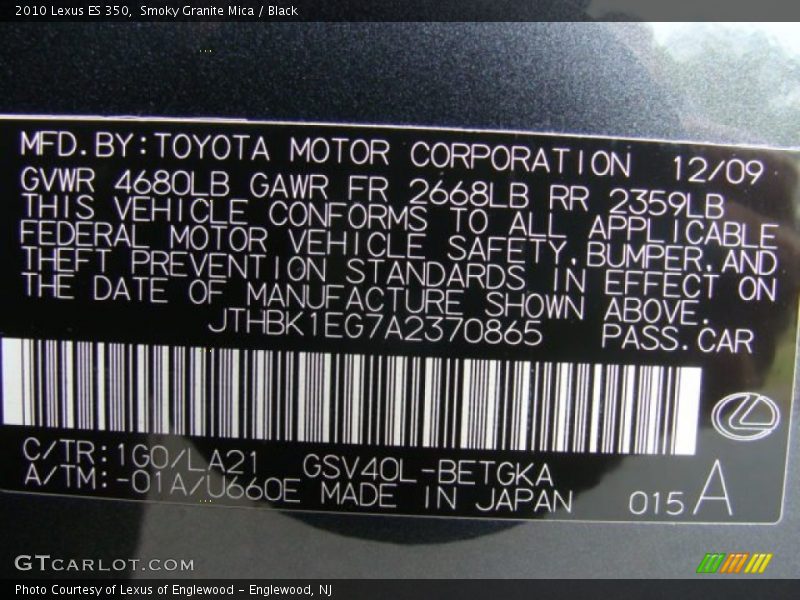 2010 Lexus ES 350, Smoky Granite Mica / Black
MFD.BY:TOYOTA MOTOR CORPORATION 12/09
GVWR 4680LB GAWR FR 2668LB RR 2359LB
THIS VEHICLE CONFORMS TO ALL APPLICABLE
FEDERAL MOTOR VEHICLE SAFETY,BUMPER,AND
THEFT PREVENTION STANDARDS IN EFFECT ON
THE DATE OF MANUFACTURE SHOWN ABOVE.
JTHBK1EG7A2370865 PASS.CAR
C/TR:1G0/LA21 GSV40L-BETGKA
A/TM:-01A/U660E MADE IN JAPAN 015 A
GTCARLOT.COM
Photo Courtesy of Lexus of Englewood - Englewood, NJ